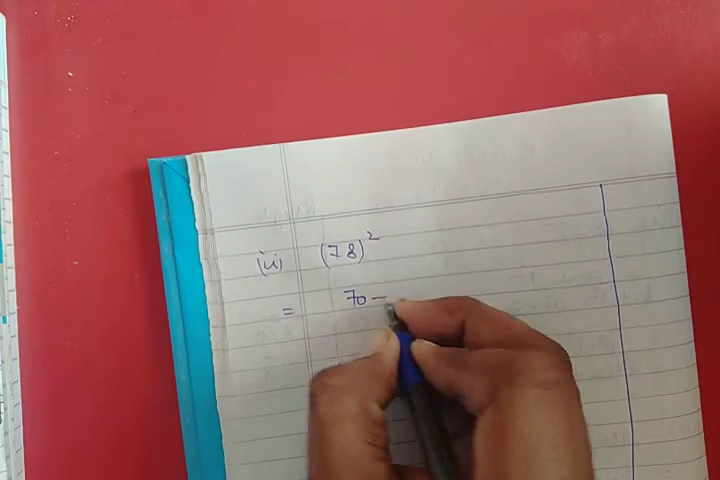 (ii) (78)²
= 70 –